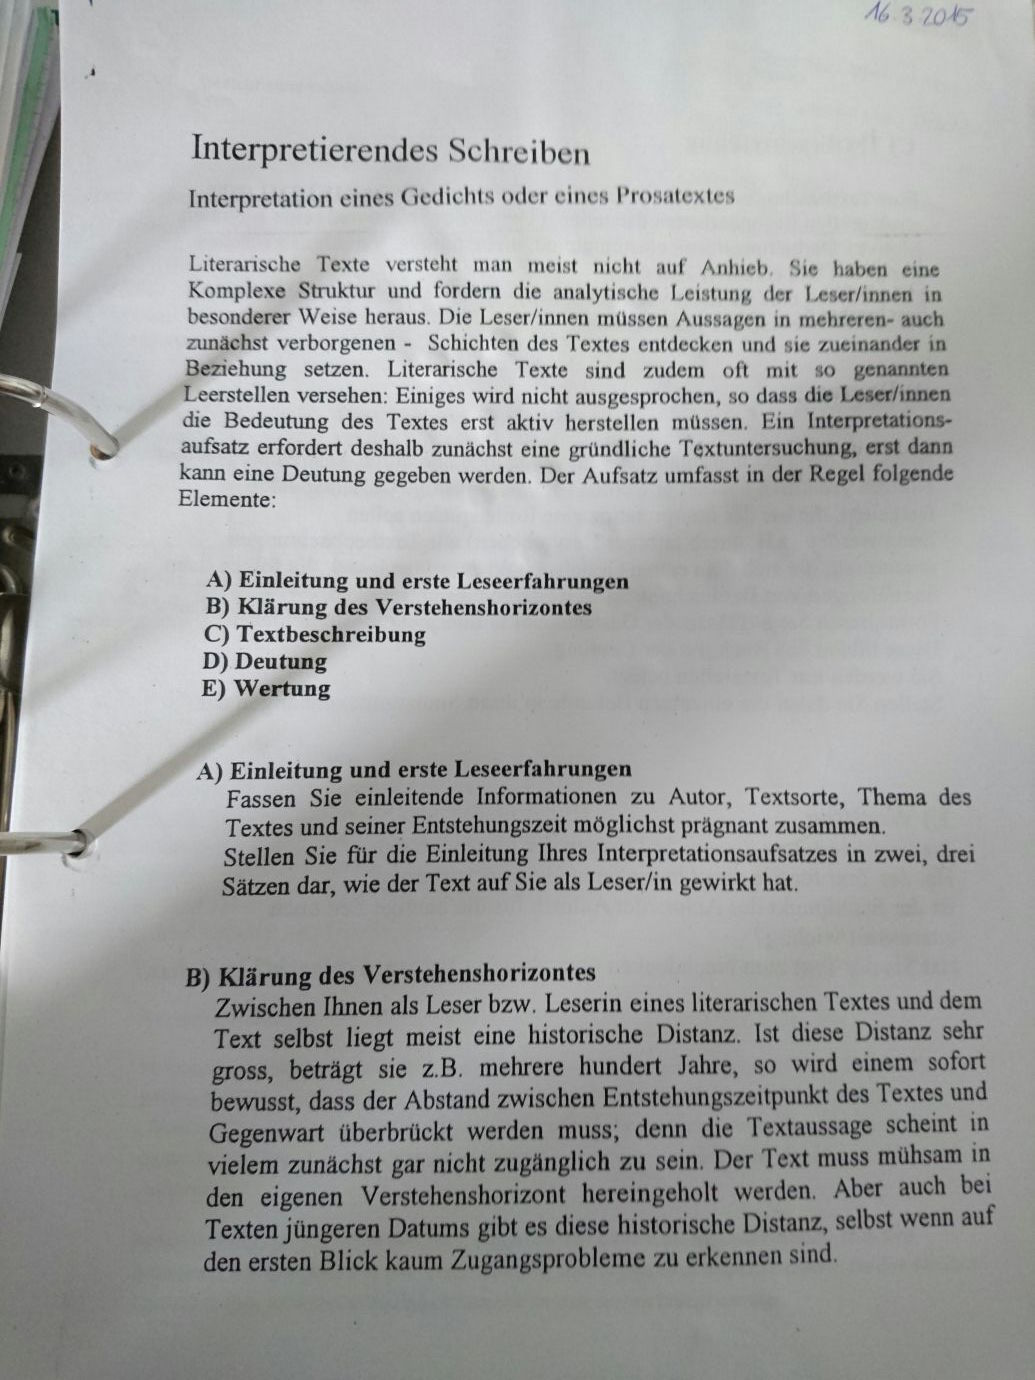 16.3.2015
Interpretierendes Schreiben
Interpretation eines Gedichts oder eines Prosatextes
Literarische Texte versteht man meist nicht auf Anhieb. Sie haben eine
Komplexe Struktur und fordern die analytische Leistung der Leser/innen in
besonderer Weise heraus. Die Leser/innen müssen Aussagen in mehreren- auch
zunächst verborgenen - Schichten des Textes entdecken und sie zueinander in
Beziehung setzen. Literarische Texte sind zudem oft mit so genannten
Leerstellen versehen: Einiges wird nicht ausgesprochen, so dass die Leser/innen
die Bedeutung des Textes erst aktiv herstellen müssen. Ein Interpretations-
aufsatz erfordert deshalb zunächst eine gründliche Textuntersuchung, erst dann
kann eine Deutung gegeben werden. Der Aufsatz umfasst in der Regel folgende
Elemente:
A) Einleitung und erste Leseerfahrungen
B) Klärung des Verstehenshorizontes
C) Textbeschreibung
D) Deutung
E) Wertung
A) Einleitung und erste Leseerfahrungen
Fassen Sie einleitende Informationen zu Autor, Textsorte, Thema des
Textes und seiner Entstehungszeit möglichst prägnant zusammen.
Stellen Sie für die Einleitung Ihres Interpretationsaufsatzes in zwei, drei
Sätzen dar, wie der Text auf Sie als Leser/in gewirkt hat.
B) Klärung des Verstehenshorizontes
Zwischen Ihnen als Leser bzw. Leserin eines literarischen Textes und dem
Text selbst liegt meist eine historische Distanz. Ist diese Distanz sehr
gross, beträgt sie z.B. mehrere hundert Jahre, so wird einem sofort
bewusst, dass der Abstand zwischen Entstehungszeitpunkt des Textes und
Gegenwart überbrückt werden muss; denn die Textaussage scheint in
vielem zunächst gar nicht zugänglich zu sein. Der Text muss mühsam in
den eigenen Verstehenshorizont hereingeholt werden. Aber auch bei
Texten jüngeren Datums gibt es diese historische Distanz, selbst wenn auf
den ersten Blick kaum Zugangsprobleme zu erkennen sind.